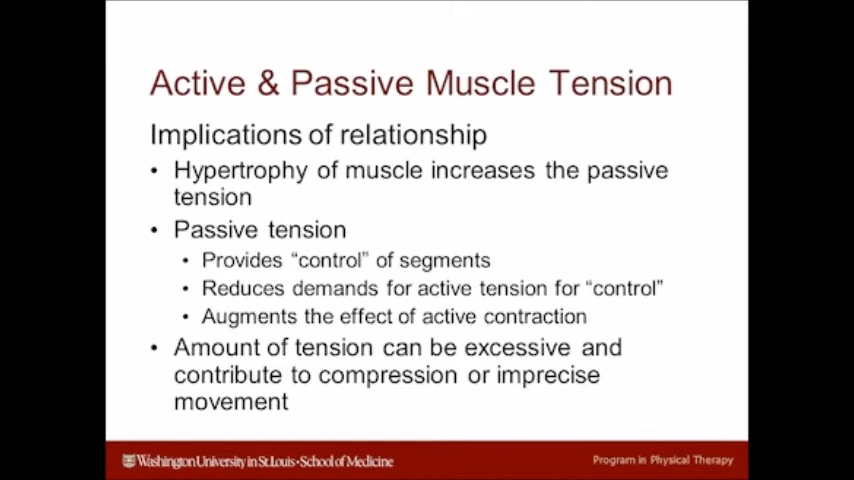 Active & Passive Muscle Tension
Implications of relationship
• Hypertrophy of muscle increases the passive
tension
• Passive tension
• Provides “control” of segments
• Reduces demands for active tension for “control”
• Augments the effect of active contraction
• Amount of tension can be excessive and
contribute to compression or imprecise
movement
Washington University in St. Louis • School of Medicine
Program in Physical Therapy